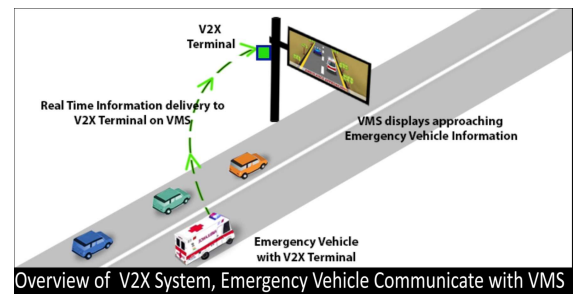 V2X
Terminal
Real Time Information delivery to
V2X Terminal on VMS
VMS displays approaching
Emergency Vehicle Information
Emergency Vehicle
with V2X Terminal
Overview of V2X System, Emergency Vehicle Communicate with VMS